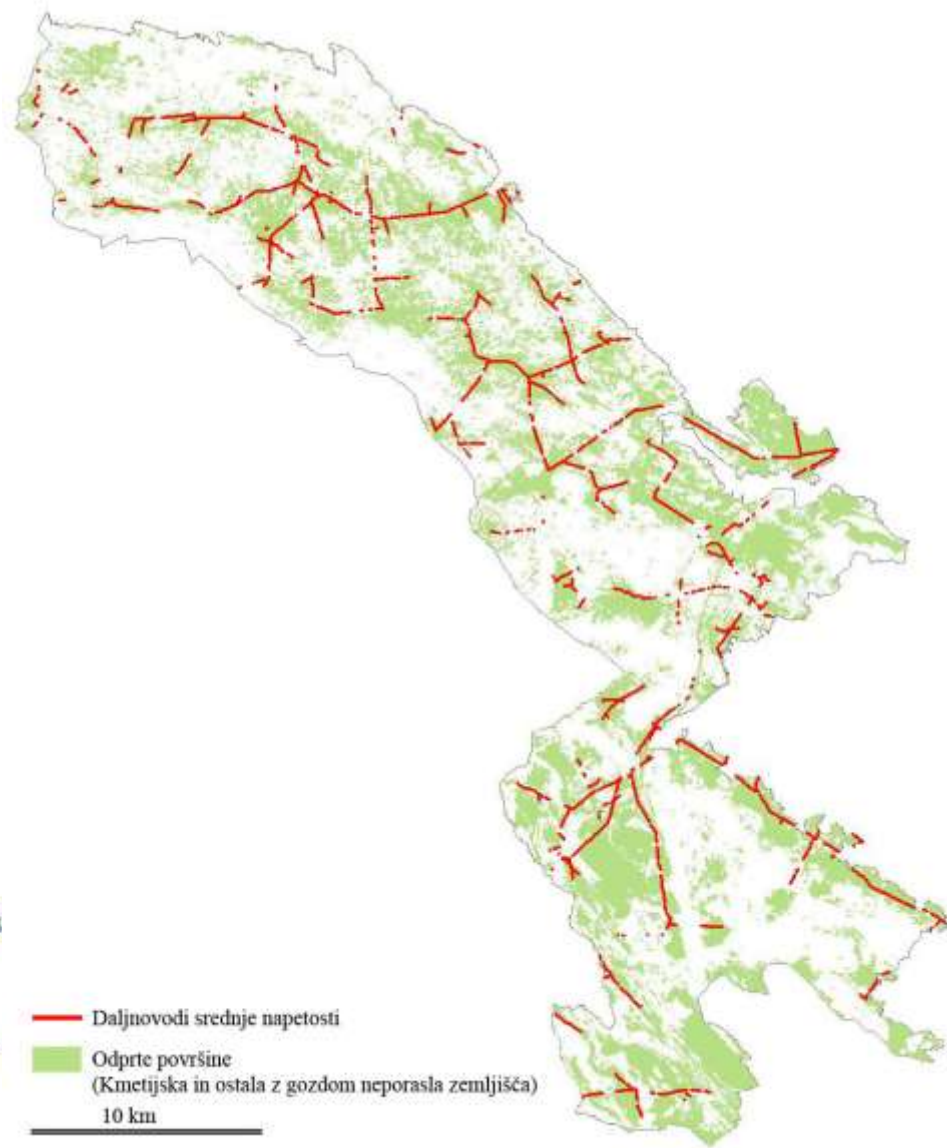 Daljnovodi srednje napetosti
Odprte površine
(Kmetijska in ostala z gozdom neporasla zemljišča)
10 km